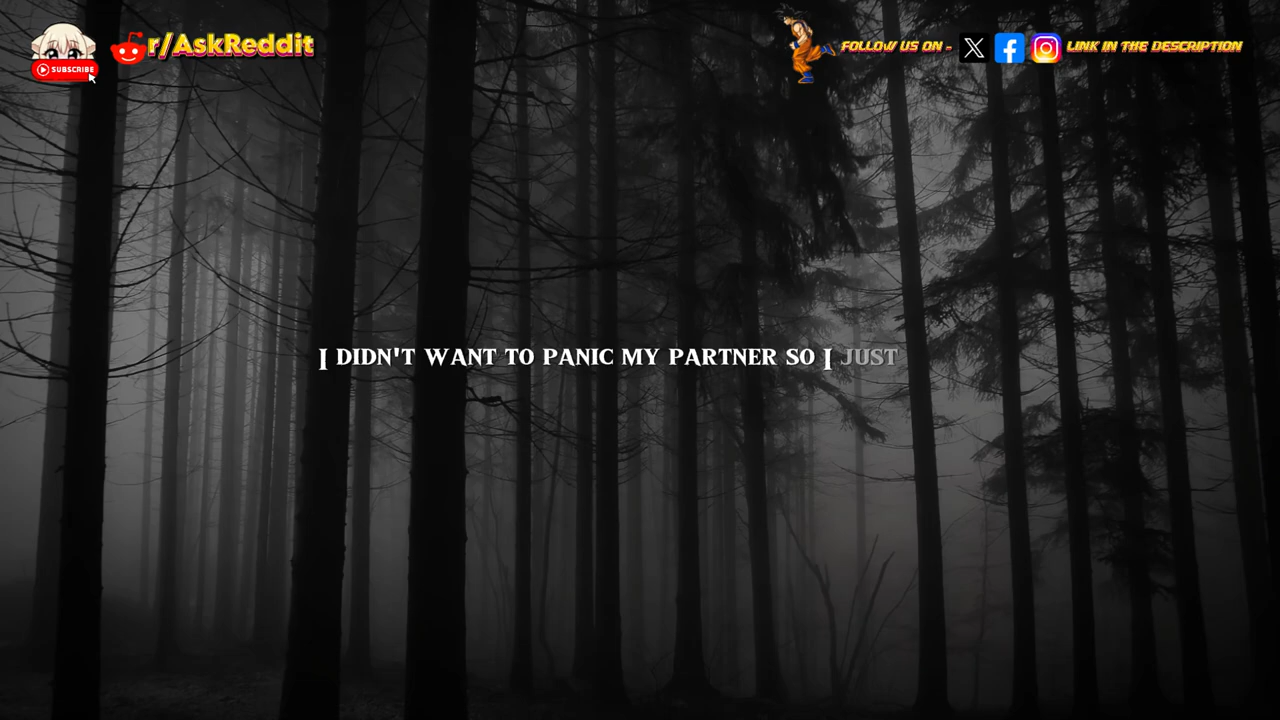 r/AskReddit
FOLLOW US ON -
LINK IN THE DESCRIPTION
SUBSCRIBE
I DIDN'T WANT TO PANIC MY PARTNER SO I JUST